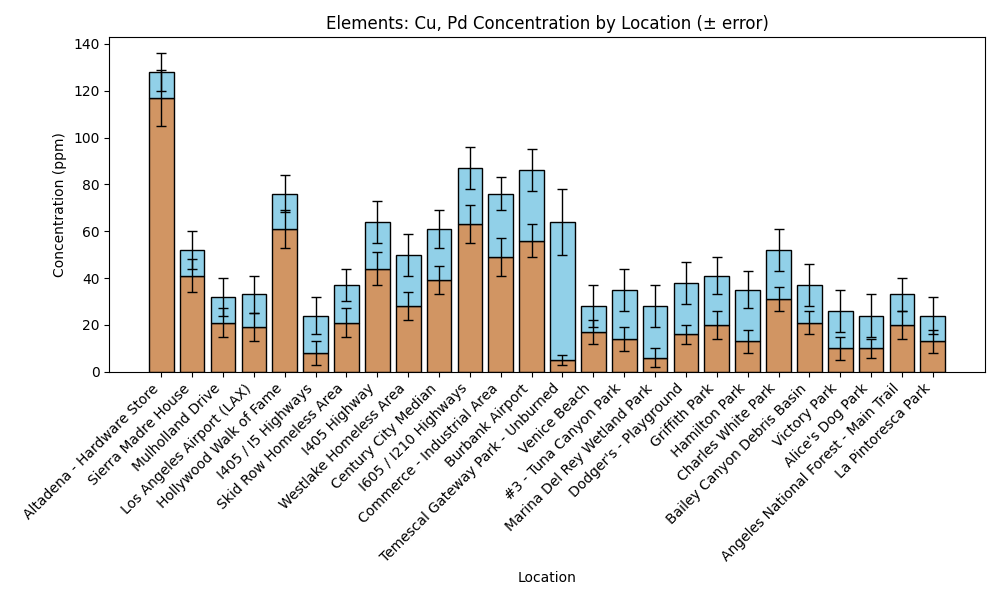 Elements: Cu, Pd Concentration by Location (± error)
Concentration (ppm)
140
120
100
80
60
40
20
0
Altadena - Hardware Store
Sierra Madre House
Mulholland Drive
Los Angeles Airport (LAX)
Hollywood Walk of Fame
I405 / I5 Highways
Skid Row Homeless Area
I405 Highway
Westlake Homeless Area
Century City Median
I605 / I210 Highways
Commerce - Industrial Area
Burbank Airport
Temescal Gateway Park - Unburned
Venice Beach
#3 - Tuna Canyon Park
Marina Del Rey Wetland Park
Dodger's - Playground
Griffith Park
Hamilton Park
Charles White Park
Bailey Canyon Debris Basin
Victory Park
Alice's Dog Park
Angeles National Forest - Main Trail
La Pintoresca Park
Location